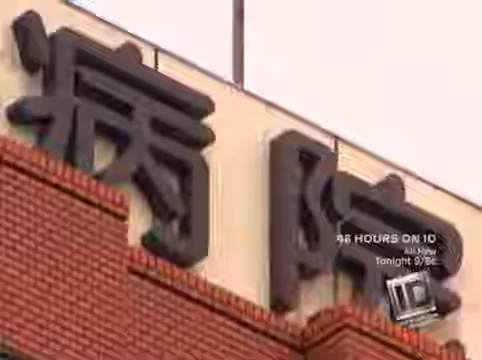 病院
48 HOURS ON ID
All New
Tonight 9/8c
ID